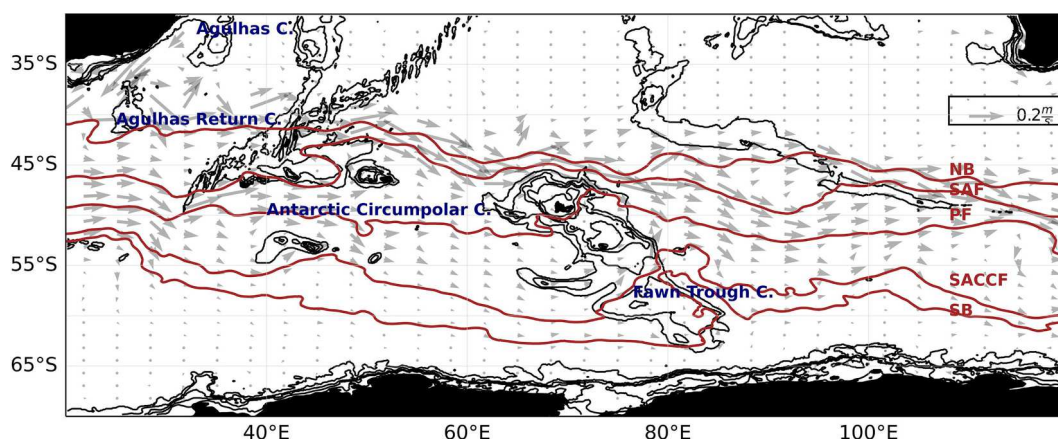 Agulhas C.
35°S
0.2 m/s
Agulhas Return C.
45°S
NB
SAF
Antarctic Circumpolar C.
PF
55°S
SACCF
Fawn Trough C.
SB
65°S
40°E 60°E 80°E 100°E